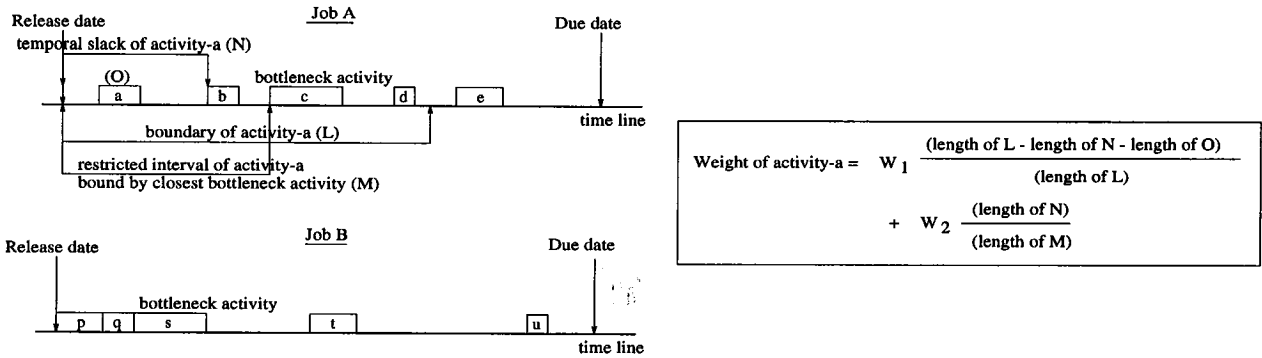 Job A
Release date
Due date
temporal slack of activity-a (N)
(O)
bottleneck activity
a
b
c
d
e
time line
boundary of activity-a (L)
restricted interval of activity-a
bound by closest bottleneck activity (M)
Weight of activity-a = W1 (length of L - length of N - length of O)
(length of L)
+ W2 (length of N)
(length of M)
Job B
Release date
Due date
bottleneck activity
p
q
s
t
u
time line